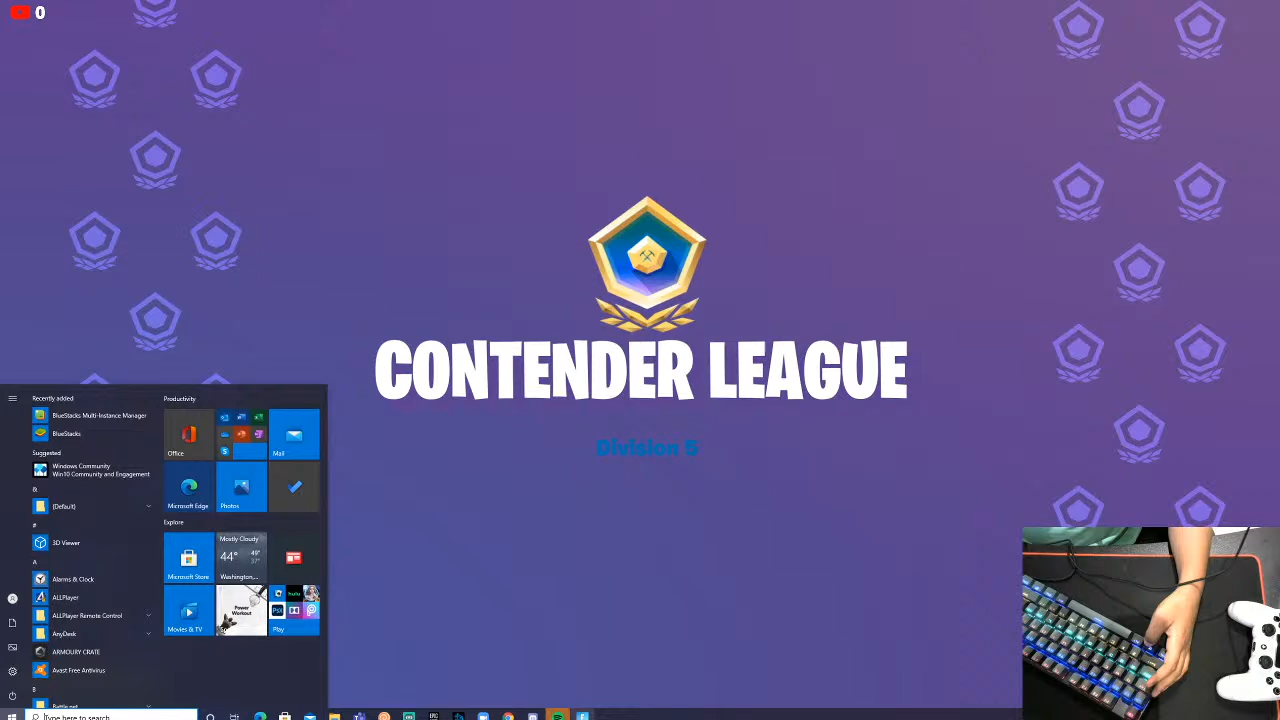 0
CONTENDER LEAGUE
Division 5
Recently added
BlueStacks Multi-Instance Manager
BlueStacks
Suggested
Windows Community
Win10 Community and Engagement
&
(Default)
#
3D Viewer
A
Alarms & Clock
ALLPlayer
ALLPlayer Remote Control
AnyDesk
ARMOURY CRATE
Avast Free Antivirus
B
Battle.net
Productivity
Office
Mail
Microsoft Edge
Photos
Explore
Microsoft Store
Mostly Cloudy
44° 49°
37°
Washington,...
Movies & TV
Power
Workout
hulu
Play
Type here to search